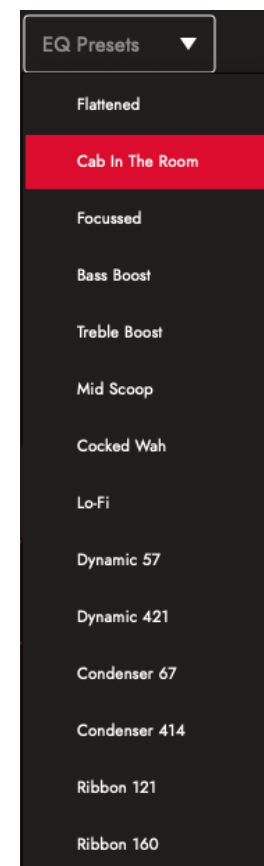 EQ Presets
Flattened
Cab In The Room
Focussed
Bass Boost
Treble Boost
Mid Scoop
Cocked Wah
Lo-Fi
Dynamic 57
Dynamic 421
Condenser 67
Condenser 414
Ribbon 121
Ribbon 160